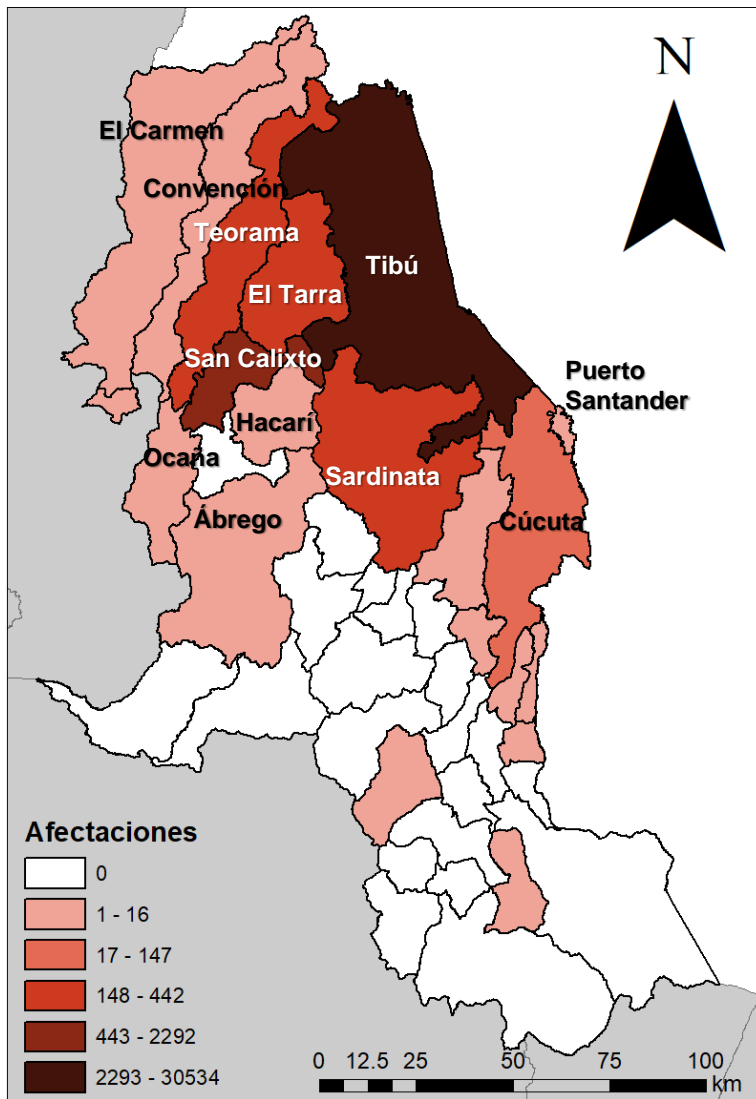 N
El Carmen
Convención
Teorama
Tibú
El Tarra
San Calixto
Puerto
Santander
Hacarí
Ocaña
Sardinata
Ábrego
Cúcuta
Afectaciones
0
1 - 16
17 - 147
148 - 442
443 - 2292
2293 - 30534
0 12.5 25 50 75 100
km